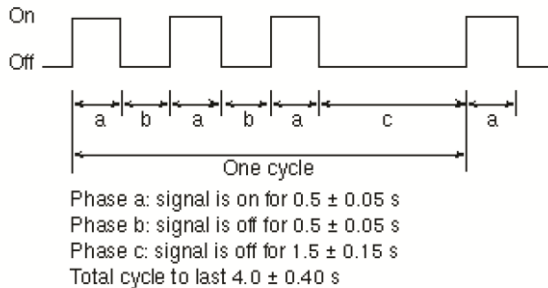 On
Off
a b a b a c a
One cycle
Phase a: signal is on for 0.5 ± 0.05 s
Phase b: signal is off for 0.5 ± 0.05 s
Phase c: signal is off for 1.5 ± 0.15 s
Total cycle to last 4.0 ± 0.40 s